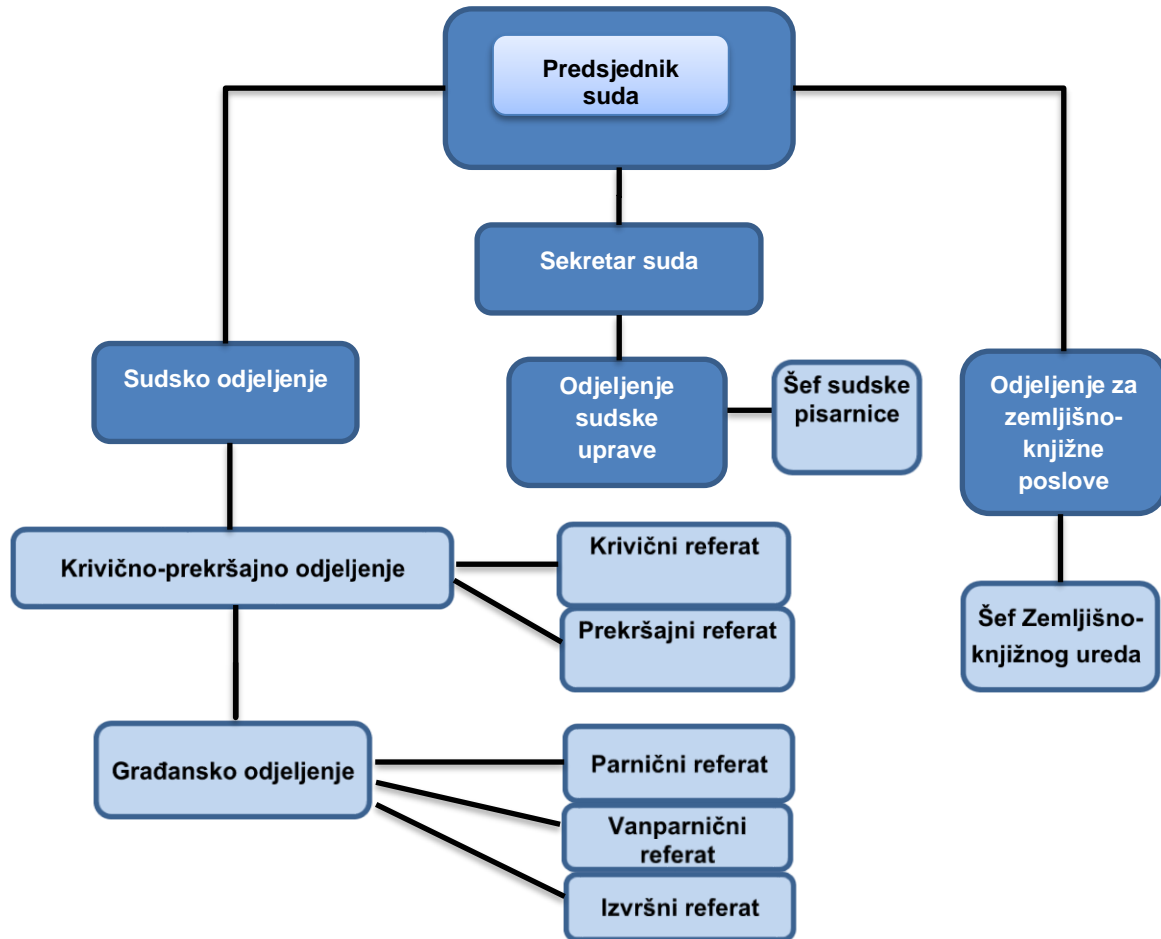 Predsjednik
suda
Sekretar suda
Sudsko odjeljenje
Odjeljenje
sudske
uprave
Šef sudske
pisarnice
Odjeljenje za
zemljišno-
knjižne
poslove
Krivično-prekršajno odjeljenje
Krivični referat
Prekršajni referat
Šef Zemljišno-
knjižnog ureda
Građansko odjeljenje
Parnični referat
Vanparnični
referat
Izvršni referat